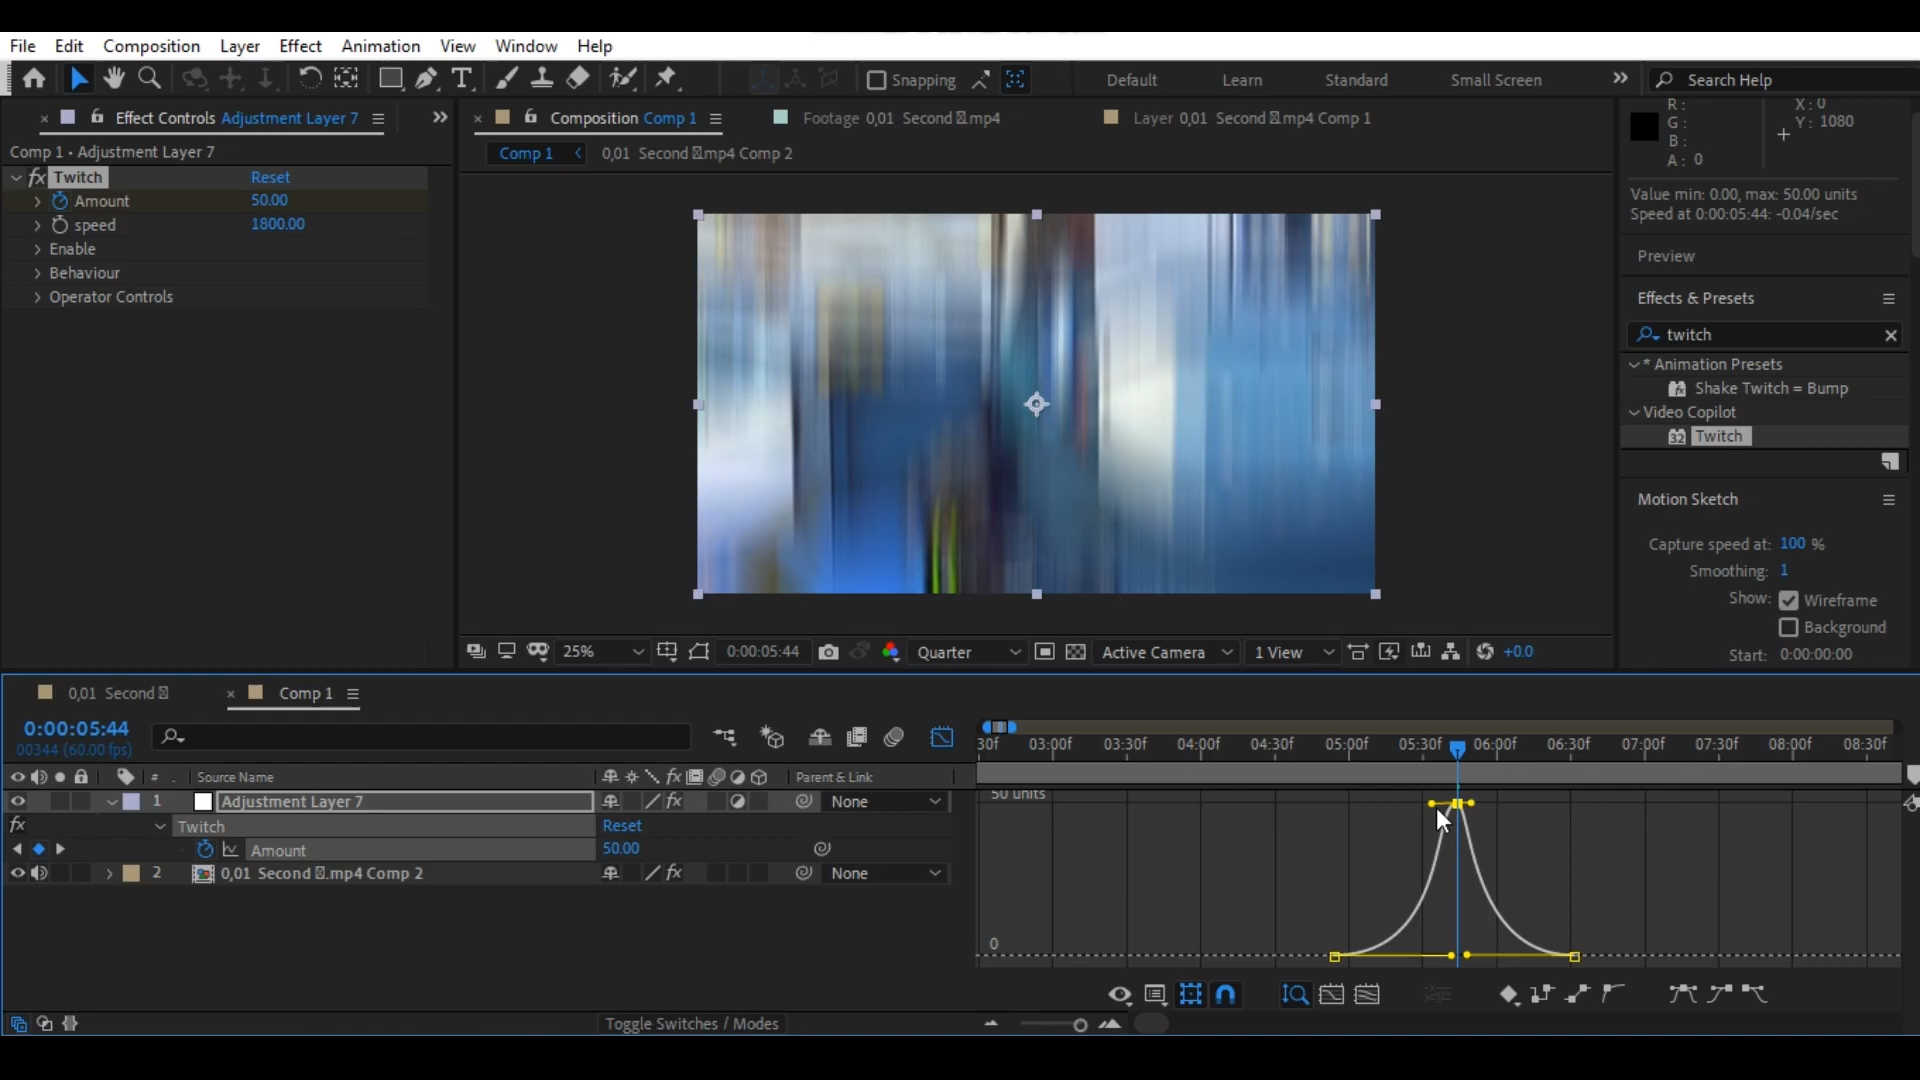 File Edit Composition Layer Effect Animation View Window Help
Snapping Default Learn Standard Small Screen Search Help
Effect Controls Adjustment Layer 7
Comp 1 • Adjustment Layer 7
fx Twitch Reset
Amount 50.00
speed 1800.00
Enable
Behaviour
Operator Controls
Composition Comp 1 Footage 0,01 Second .mp4 Layer 0,01 Second .mp4 Comp 1
Comp 1 0,01 Second .mp4 Comp 2
R: X: 0
G: Y: 1080
B:
A: 0
Value min: 0.00, max: 50.00 units
Speed at 0:00:05:44: -0.04/sec
Preview
Effects & Presets
twitch
* Animation Presets
Shake Twitch = Bump
Video Copilot
32 Twitch
Motion Sketch
Capture speed at: 100 %
Smoothing: 1
Show: Wireframe
Background
Start: 0:00:00:00
25% 0:00:05:44 Quarter Active Camera 1 View +0.0
0,01 Second Comp 1
0:00:05:44
00344 (60.00 fps)
30f 03:00f 03:30f 04:00f 04:30f 05:00f 05:30f 06:00f 06:30f 07:00f 07:30f 08:00f 08:30f
# . Source Name fx Parent & Link
1 Adjustment Layer 7 fx None
fx Twitch Reset
Amount 50.00
2 0,01 Second .mp4 Comp 2 fx None
50 units
0
Toggle Switches / Modes